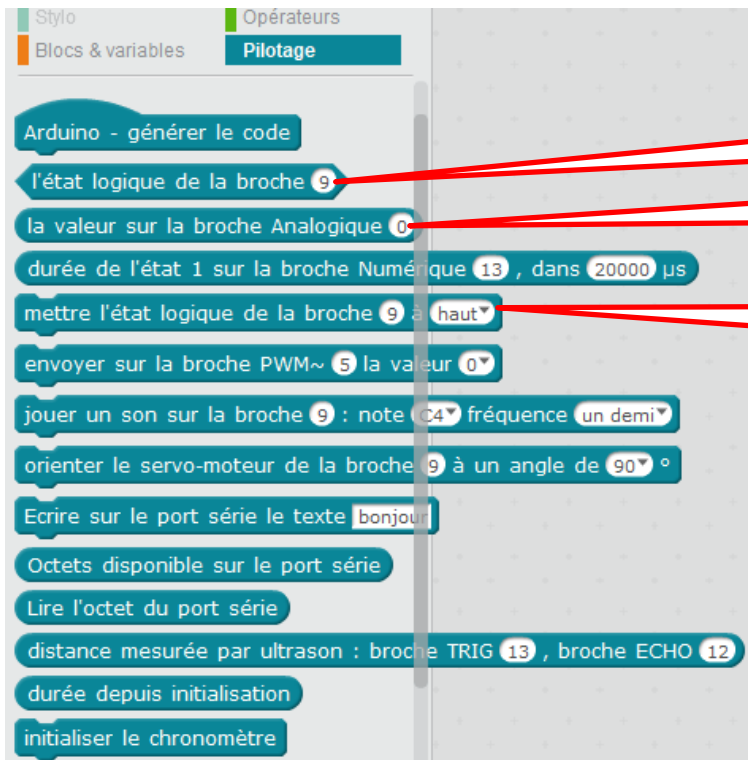 Stylo Opérateurs
Blocs & variables Pilotage
Arduino - générer le code
l'état logique de la broche 9
la valeur sur la broche Analogique 0
durée de l'état 1 sur la broche Numérique 13 , dans 20000 µs
mettre l'état logique de la broche 9 à haut
envoyer sur la broche PWM~ 5 la valeur 0
jouer un son sur la broche 9 : note C4 fréquence un demi
orienter le servo-moteur de la broche 9 à un angle de 90 °
Ecrire sur le port série le texte bonjour
Octets disponible sur le port série
Lire l'octet du port série
distance mesurée par ultrason : broche TRIG 13 , broche ECHO 12
durée depuis initialisation
initialiser le chronomètre